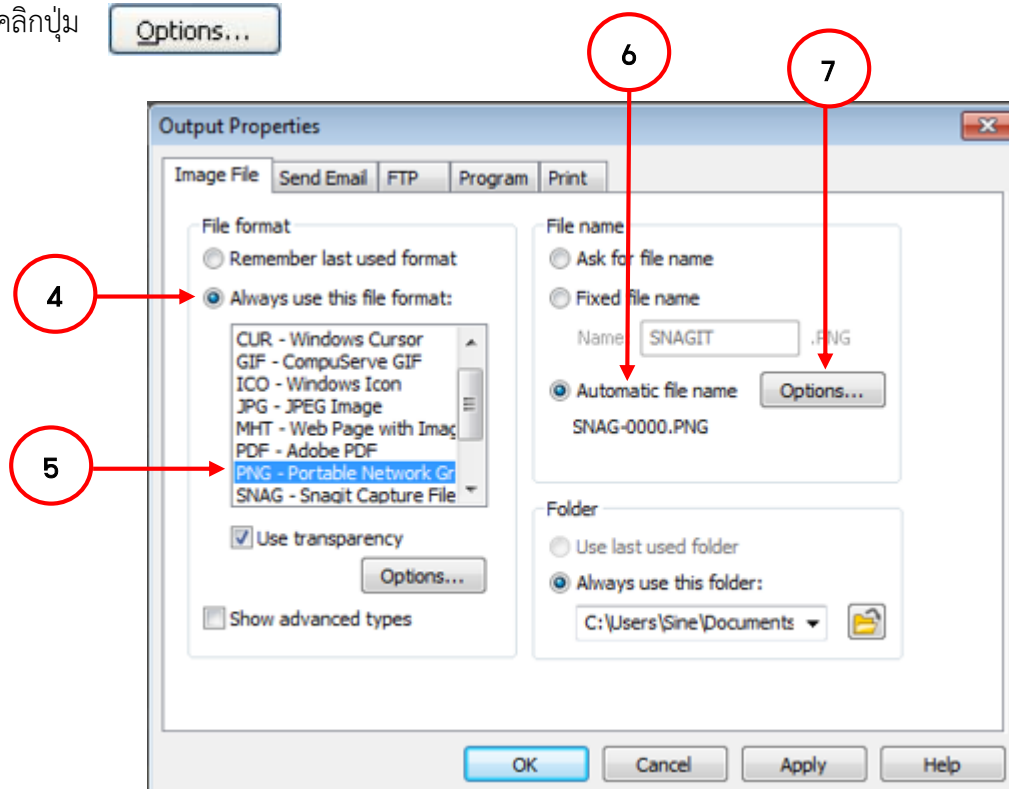 คลิกปุ่ม Options...
6
7
Output Properties
Image File Send Email FTP Program Print
File format
Remember last used format
4
Always use this file format:
CUR - Windows Cursor
GIF - CompuServe GIF
ICO - Windows Icon
JPG - JPEG Image
MHT - Web Page with Imag
PDF - Adobe PDF
5
PNG - Portable Network Gr
SNAG - Snagit Capture File
Use transparency
Options...
Show advanced types
File name
Ask for file name
Fixed file name
Name SNAGIT .PNG
Automatic file name Options...
SNAG-0000.PNG
Folder
Use last used folder
Always use this folder:
C:\Users\Sine\Documents
OK Cancel Apply Help